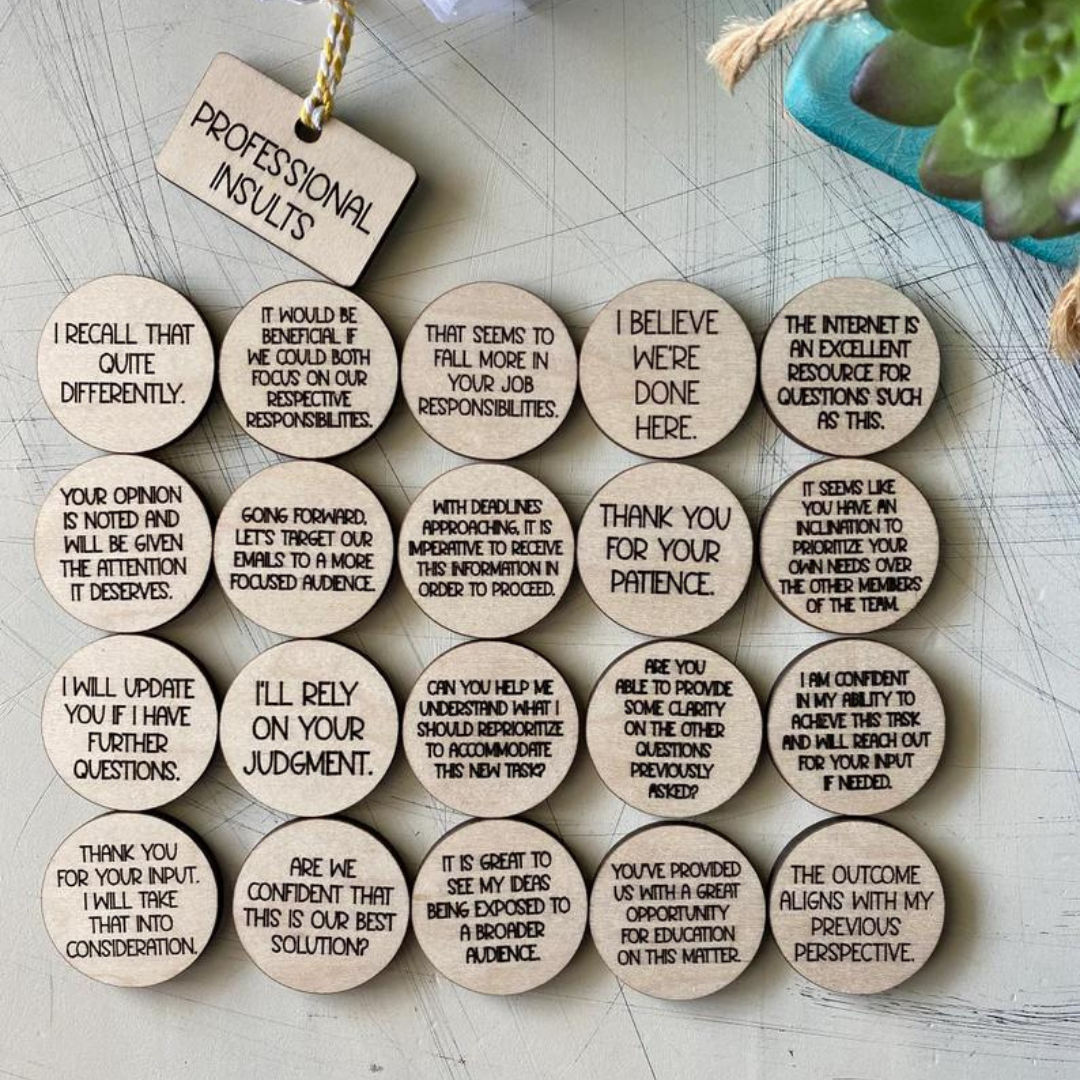 PROFESSIONAL
INSULTS
I RECALL THAT
QUITE
DIFFERENTLY.
IT WOULD BE
BENEFICIAL IF
WE COULD BOTH
FOCUS ON OUR
RESPECTIVE
RESPONSIBILITIES.
THAT SEEMS TO
FALL MORE IN
YOUR JOB
RESPONSIBILITIES.
I BELIEVE
WE'RE
DONE
HERE.
THE INTERNET IS
AN EXCELLENT
RESOURCE FOR
QUESTIONS SUCH
AS THIS.
YOUR OPINION
IS NOTED AND
WILL BE GIVEN
THE ATTENTION
IT DESERVES.
GOING FORWARD,
LET'S TARGET OUR
EMAILS TO A MORE
FOCUSED AUDIENCE.
WITH DEADLINES
APPROACHING, IT IS
IMPERATIVE TO RECEIVE
THIS INFORMATION IN
ORDER TO PROCEED.
THANK YOU
FOR YOUR
PATIENCE.
IT SEEMS LIKE
YOU HAVE AN
INCLINATION TO
PRIORITIZE YOUR
OWN NEEDS OVER
THE OTHER MEMBERS
OF THE TEAM.
I WILL UPDATE
YOU IF I HAVE
FURTHER
QUESTIONS.
I'LL RELY
ON YOUR
JUDGMENT.
CAN YOU HELP ME
UNDERSTAND WHAT I
SHOULD REPRIORITIZE
TO ACCOMMODATE
THIS NEW TASK?
ARE YOU
ABLE TO PROVIDE
SOME CLARITY
ON THE OTHER
QUESTIONS
PREVIOUSLY
ASKED?
I AM CONFIDENT
IN MY ABILITY TO
ACHIEVE THIS TASK
AND WILL REACH OUT
FOR YOUR INPUT
IF NEEDED.
THANK YOU
FOR YOUR INPUT.
I WILL TAKE
THAT INTO
CONSIDERATION.
ARE WE
CONFIDENT THAT
THIS IS OUR BEST
SOLUTION?
IT IS GREAT TO
SEE MY IDEAS
BEING EXPOSED TO
A BROADER
AUDIENCE.
YOU'VE PROVIDED
US WITH A GREAT
OPPORTUNITY
FOR EDUCATION
ON THIS MATTER.
THE OUTCOME
ALIGNS WITH MY
PREVIOUS
PERSPECTIVE.